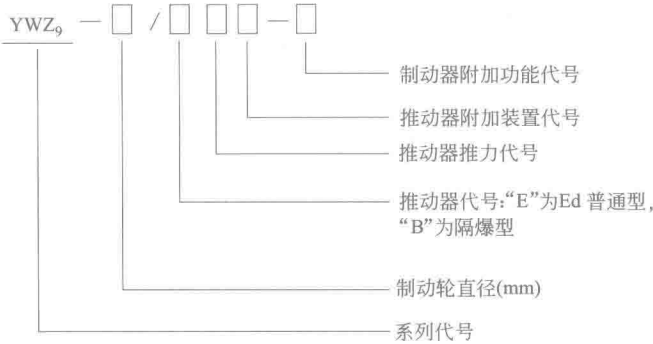 YWZ₉ — □ / □ □ □ — □
制动器附加功能代号
推动器附加装置代号
推动器推力代号
推动器代号:“E”为Ed 普通型,
“B”为隔爆型
制动轮直径(mm)
系列代号